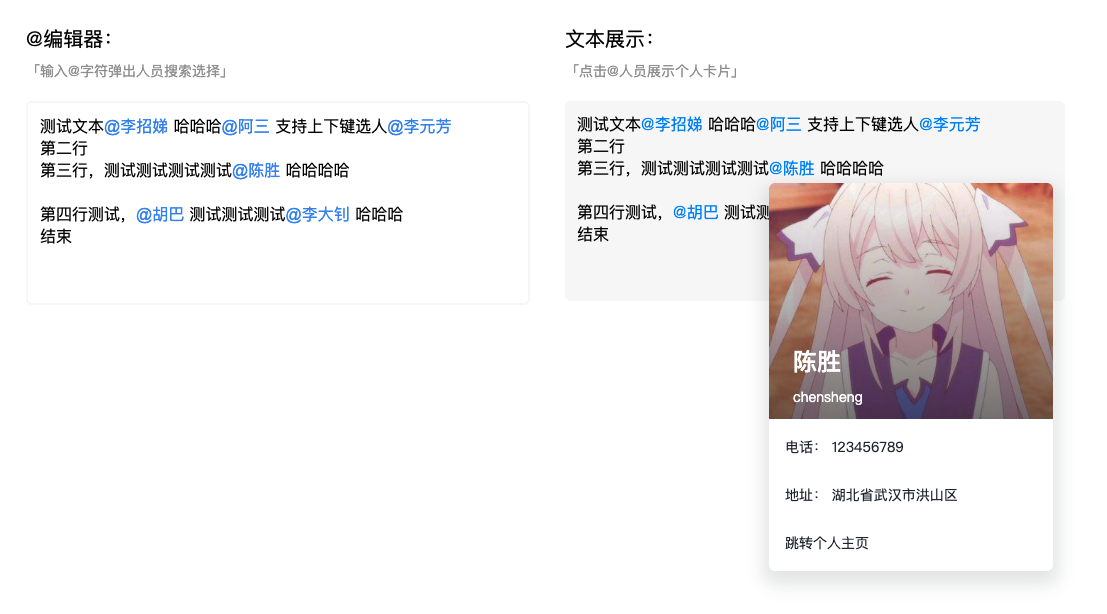 @编辑器：
「输入@字符弹出人员搜索选择」
测试文本@李招娣 哈哈哈@阿三 支持上下键选人@李元芳
第二行
第三行，测试测试测试测试@陈胜 哈哈哈哈
第四行测试，@胡巴 测试测试测试@李大钊 哈哈哈
结束
文本展示：
「点击@人员展示个人卡片」
测试文本@李招娣 哈哈哈@阿三 支持上下键选人@李元芳
第二行
第三行，测试测试测试测试@陈胜 哈哈哈哈
第四行测试，@胡巴 测试测
结束
陈胜
chensheng
电话： 123456789
地址： 湖北省武汉市洪山区
跳转个人主页